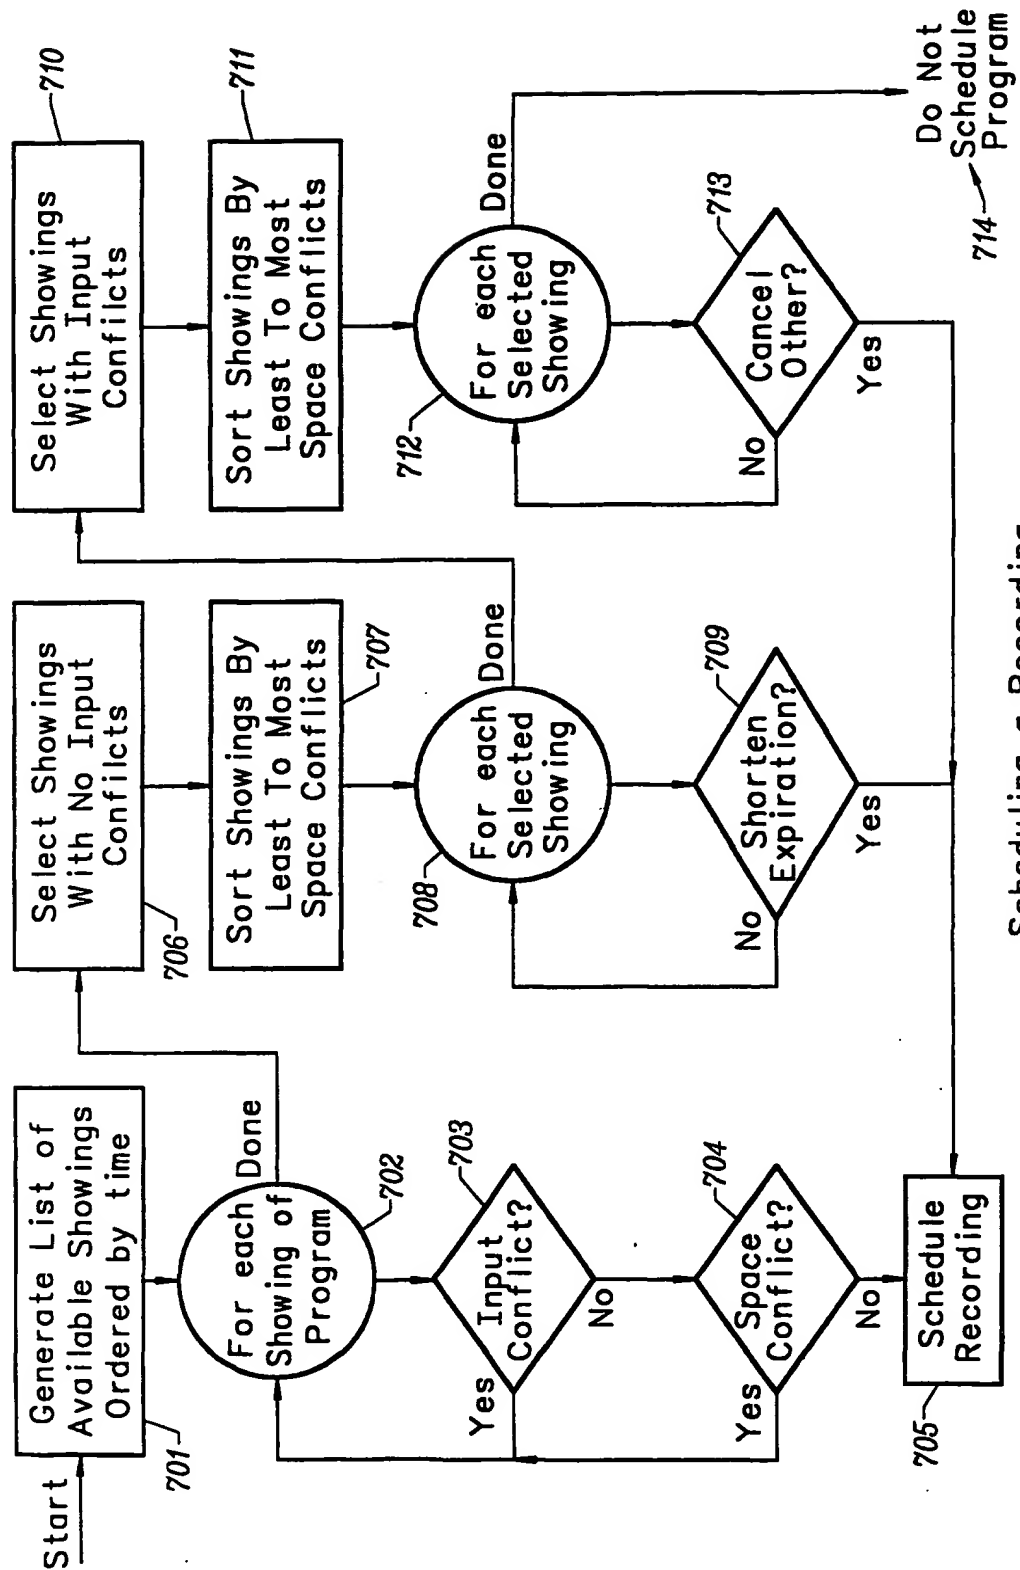 Start
Generate List of
Available Showings
Ordered by time
701
For each
Showing of
Program
Done
702
Input
Conflict?
703
Yes
No
Space
Conflict?
704
Yes
No
Schedule
Recording
705
Select Showings
With No Input
Confilcts
706
Sort Showings By
Least To Most
Space Conflicts
707
For each
Selected
Showing
Done
708
Shorten
Expiration?
709
No
Yes
Select Showings
With Input
Confilcts
710
Sort Showings By
Least To Most
Space Conflicts
711
For each
Selected
Showing
Done
712
Cancel
Other?
713
No
Yes
Do Not
Schedule
Program
714
Scheduling a Recording